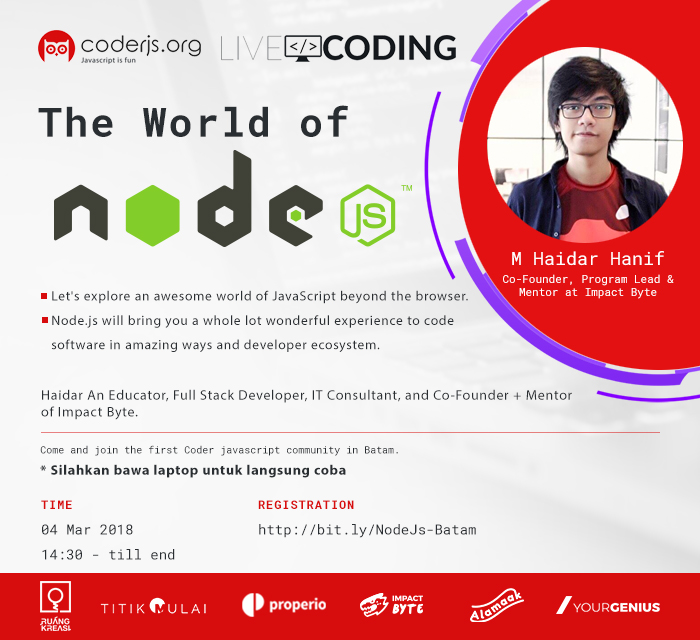 coderjs.org
Javascript is fun
LIVE </> CODING
The World of
node JS TM
M Haidar Hanif
Co-Founder, Program Lead &
Mentor at Impact Byte
Let's explore an awesome world of JavaScript beyond the browser.
Node.js will bring you a whole lot wonderful experience to code
software in amazing ways and developer ecosystem.
Haidar An Educator, Full Stack Developer, IT Consultant, and Co-Founder + Mentor
of Impact Byte.
Come and join the first Coder javascript community in Batam.
* Silahkan bawa laptop untuk langsung coba
TIME
04 Mar 2018
14:30 - till end
REGISTRATION
http://bit.ly/NodeJs-Batam
RUANG
KREASI
TITIKMULAI
properio
IMPACT
BYTE
Alamaak
YOURGENIUS